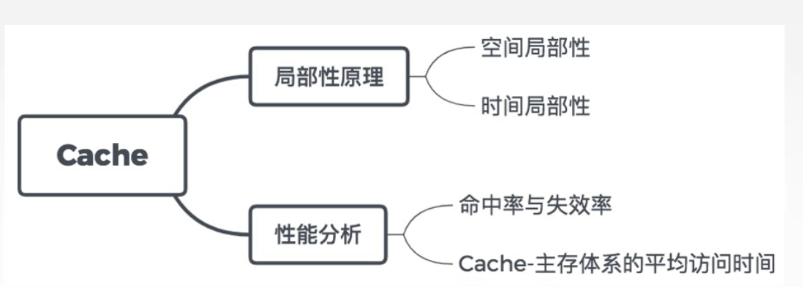 Cache
局部性原理
空间局部性
时间局部性
性能分析
命中率与失效率
Cache-主存体系的平均访问时间